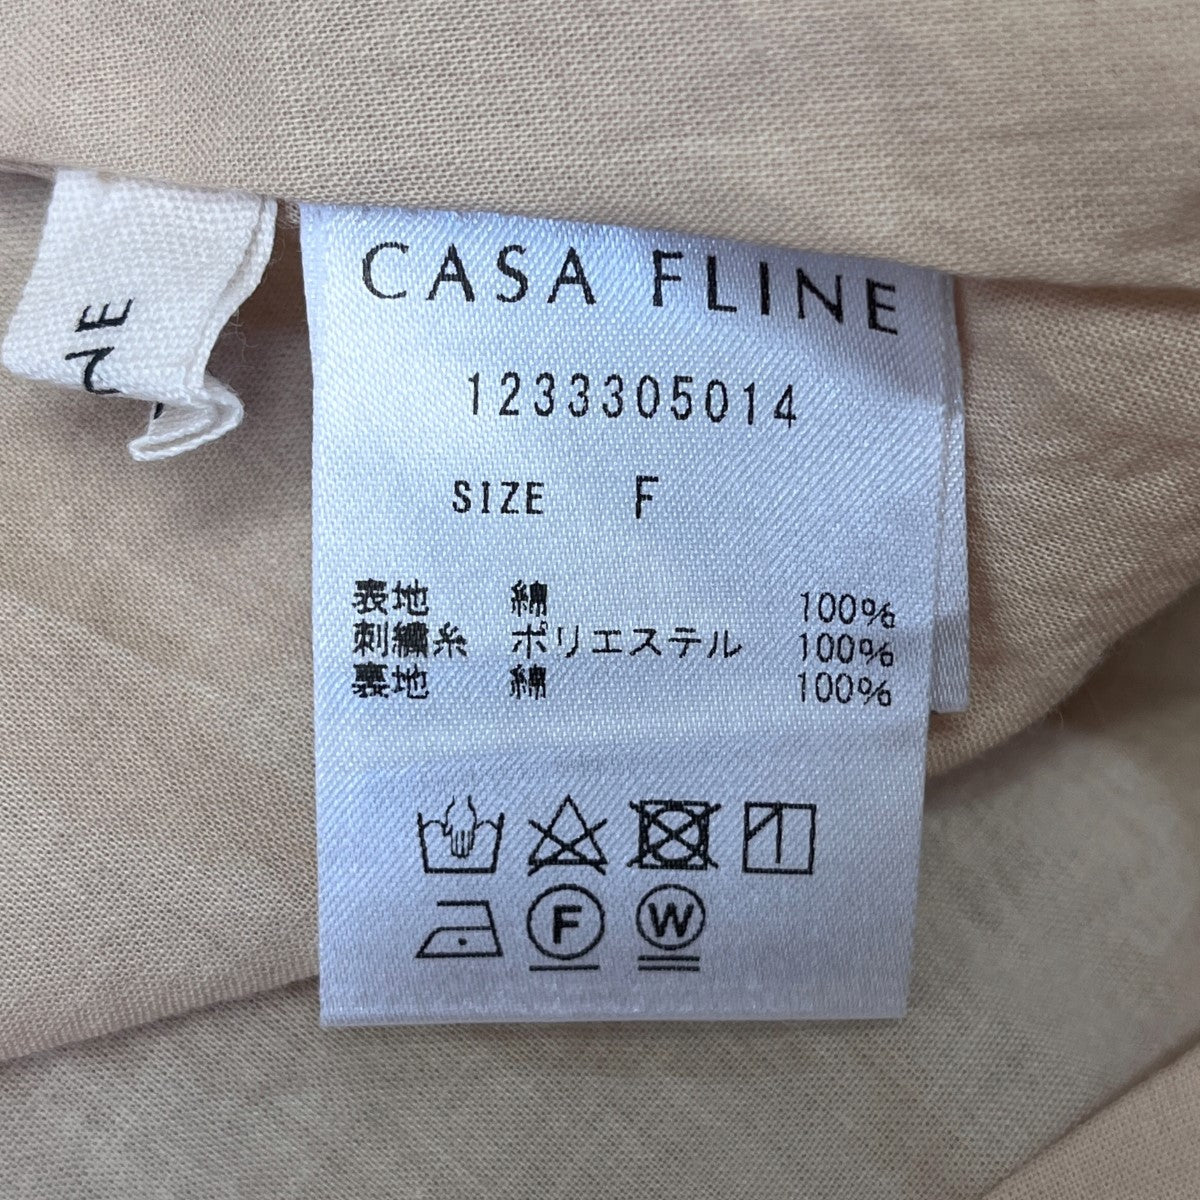 NE
CASA FLINE
1233305014
SIZE F
表地 綿 100%
刺繍糸 ポリエステル 100%
裏地 綿 100%
F
W